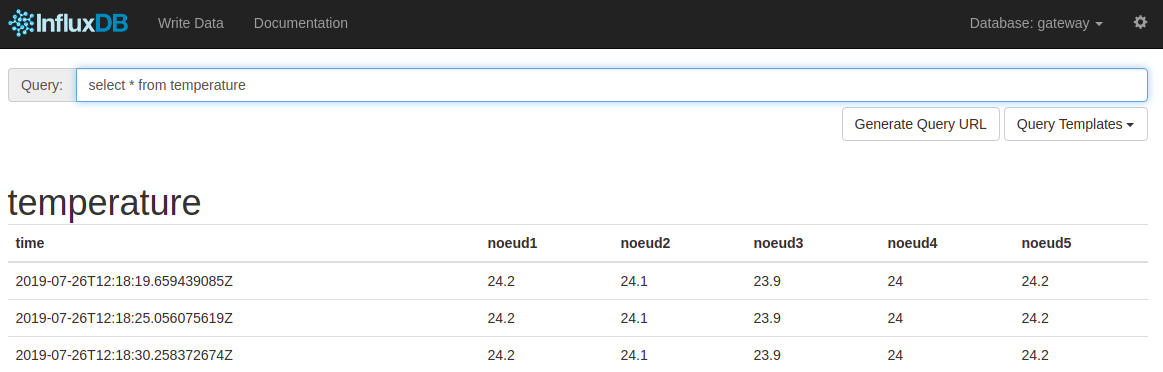 InfluxDB Write Data Documentation Database: gateway
Query: select * from temperature
Generate Query URL Query Templates
temperature
time noeud1 noeud2 noeud3 noeud4 noeud5
2019-07-26T12:18:19.659439085Z 24.2 24.1 23.9 24 24.2
2019-07-26T12:18:25.056075619Z 24.2 24.1 23.9 24 24.2
2019-07-26T12:18:30.258372674Z 24.2 24.1 23.9 24 24.2